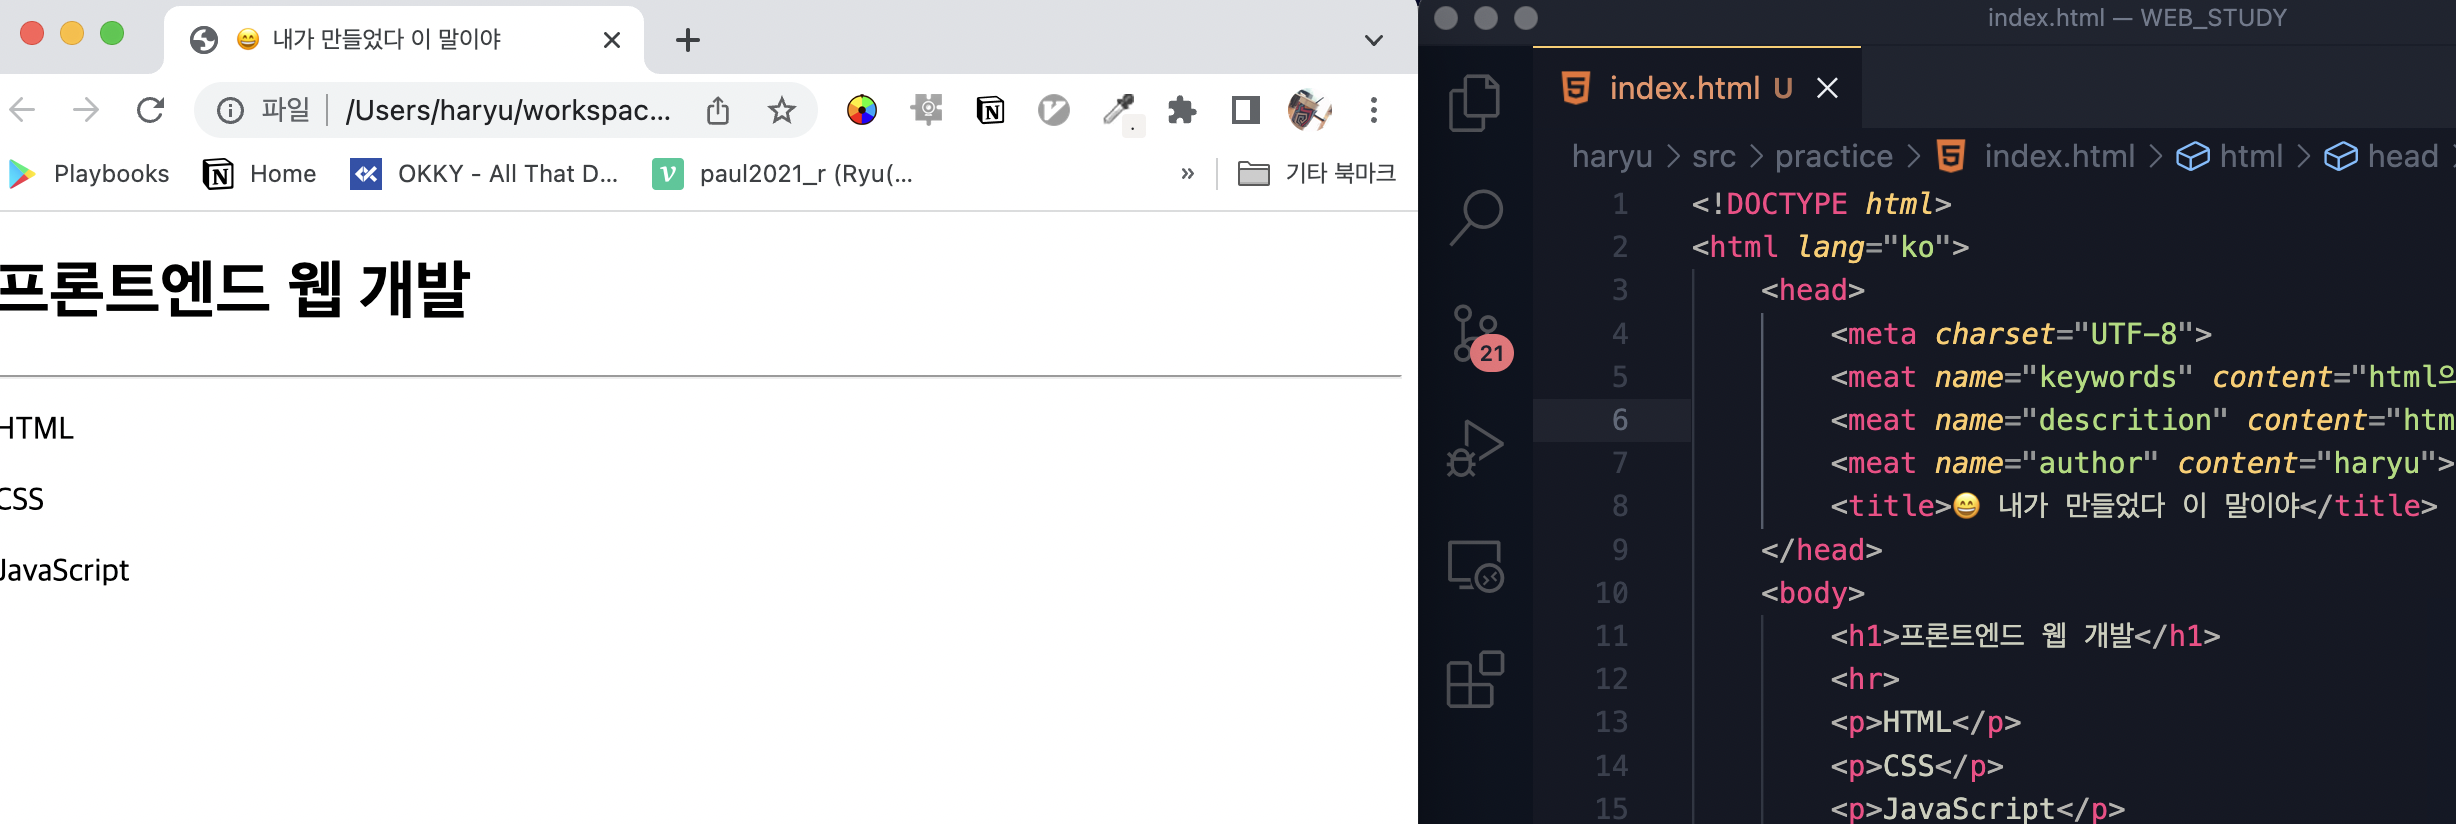 😄 내가 만들었다 이 말이야
파일 | /Users/haryu/workspac...
Playbooks Home OKKY - All That D... paul2021_r (Ryu(... » 기타 북마크
프론트엔드 웹 개발
HTML
CSS
JavaScript
index.html — WEB_STUDY
index.html U
haryu > src > practice > index.html > html > head
21
1 <!DOCTYPE html>
2 <html lang="ko">
3 <head>
4 <meta charset="UTF-8">
5 <meat name="keywords" content="html의
6 <meat name="descrition" content="htm
7 <meat name="author" content="haryu">
8 <title>😄 내가 만들었다 이 말이야</title>
9 </head>
10 <body>
11 <h1>프론트엔드 웹 개발</h1>
12 <hr>
13 <p>HTML</p>
14 <p>CSS</p>
15 <p>JavaScript</p>